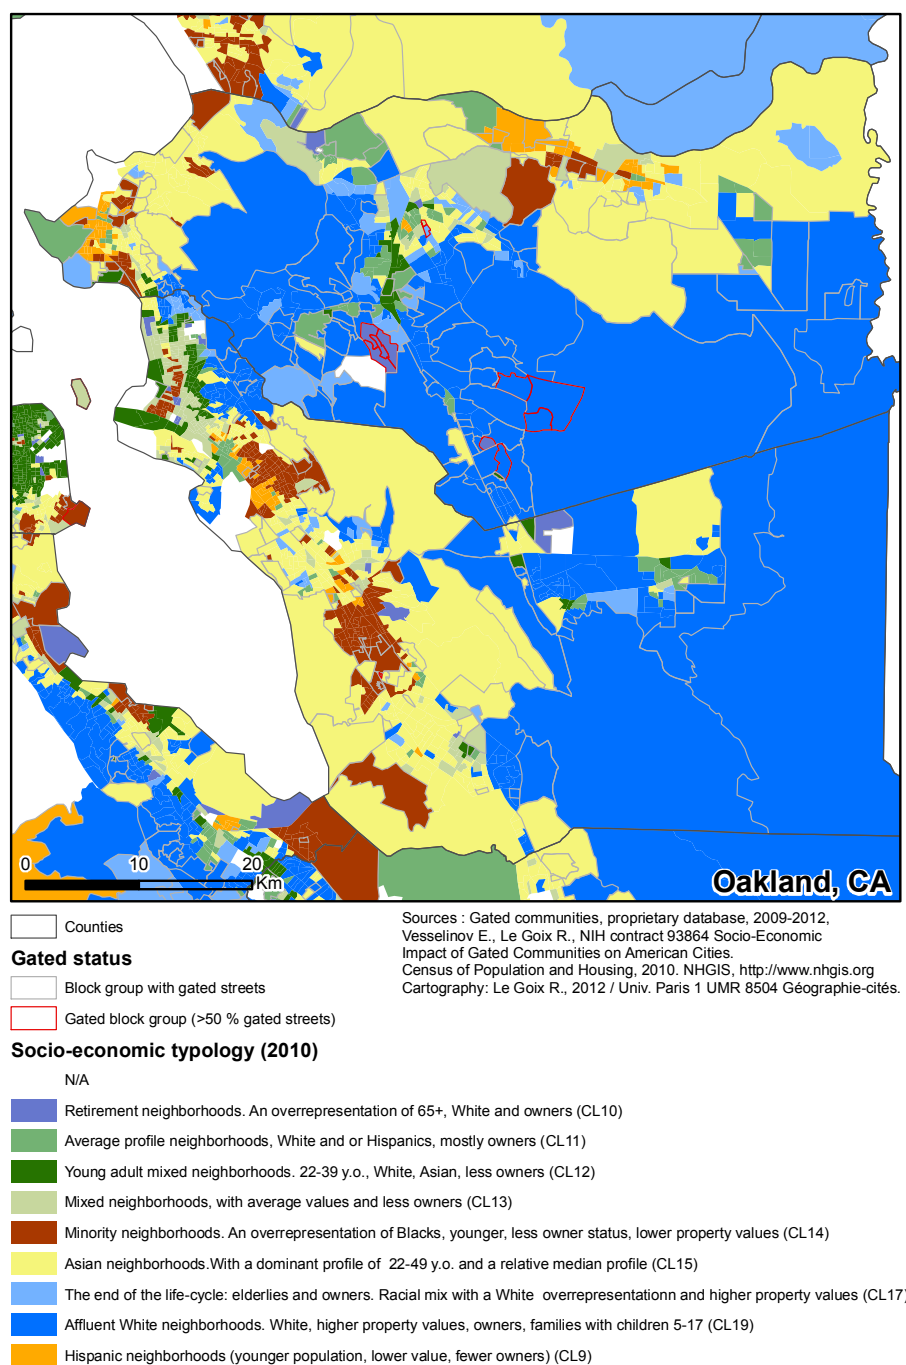 0 10 20
Km
Oakland, CA
Counties
Gated status
Block group with gated streets
Gated block group (>50 % gated streets)
Sources : Gated communities, proprietary database, 2009-2012,
Vesselinov E., Le Goix R., NIH contract 93864 Socio-Economic
Impact of Gated Communities on American Cities.
Census of Population and Housing, 2010. NHGIS, http://www.nhgis.org
Cartography: Le Goix R., 2012 / Univ. Paris 1 UMR 8504 Géographie-cités.
Socio-economic typology (2010)
N/A
Retirement neighborhoods. An overrepresentation of 65+, White and owners (CL10)
Average profile neighborhoods, White and or Hispanics, mostly owners (CL11)
Young adult mixed neighborhoods. 22-39 y.o., White, Asian, less owners (CL12)
Mixed neighborhoods, with average values and less owners (CL13)
Minority neighborhoods. An overrepresentation of Blacks, younger, less owner status, lower property values (CL14)
Asian neighborhoods.With a dominant profile of 22-49 y.o. and a relative median profile (CL15)
The end of the life-cycle: elderlies and owners. Racial mix with a White overrepresentationn and higher property values (CL17)
Affluent White neighborhoods. White, higher property values, owners, families with children 5-17 (CL19)
Hispanic neighborhoods (younger population, lower value, fewer owners) (CL9)